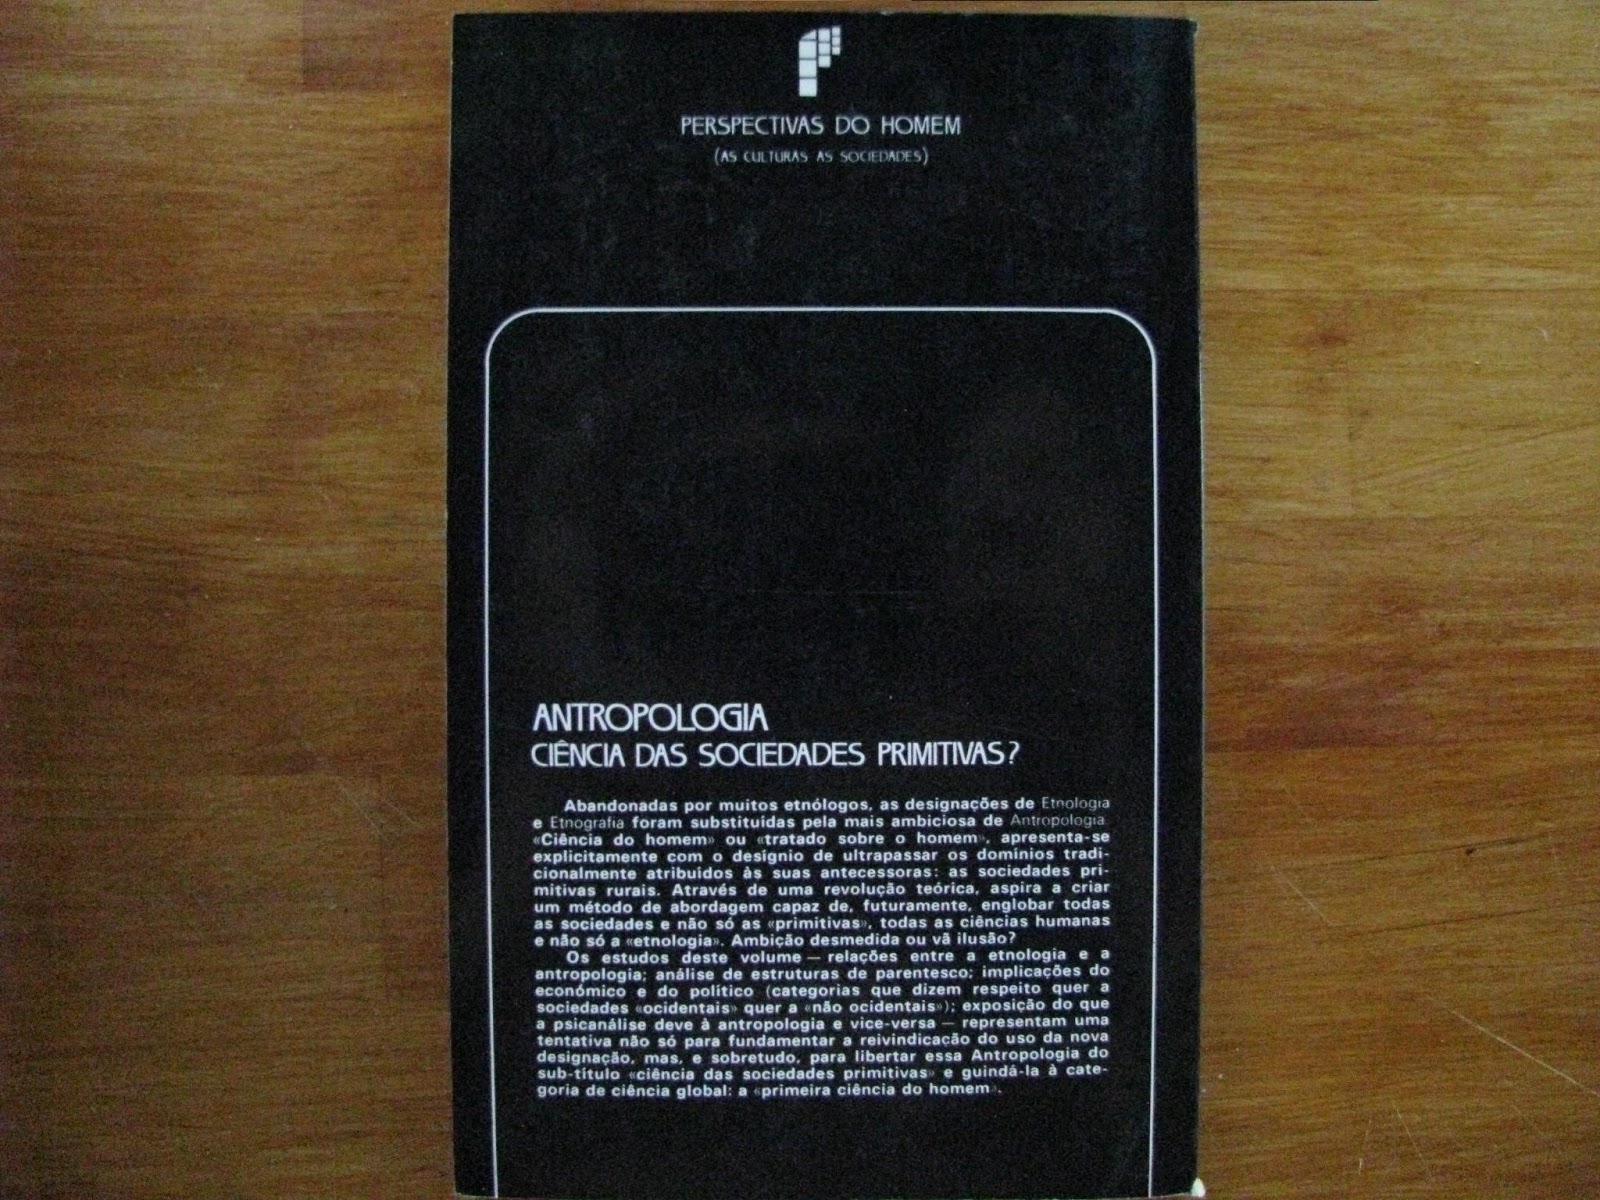 PERSPECTIVAS DO HOMEM
(AS CULTURAS AS SOCIEDADES)
ANTROPOLOGIA
CIÊNCIA DAS SOCIEDADES PRIMITIVAS?
Abandonadas por muitos etnólogos, as designações de Etnologia
e Etnografia foram substituídas pela mais ambiciosa de Antropologia.
«Ciência do homem» ou «tratado sobre o homem», apresenta-se
explicitamente com o desígnio de ultrapassar os domínios tradi-
cionalmente atribuídos às suas antecessoras: as sociedades pri-
mitivas rurais. Através de uma revolução teórica, aspira a criar
um método de abordagem capaz de, futuramente, englobar todas
as sociedades e não só as «primitivas», todas as ciências humanas
e não só a «etnologia». Ambição desmedida ou vã ilusão?
Os estudos deste volume — relações entre a etnologia e a
antropologia; análise de estruturas de parentesco; implicações do
económico e do político (categorias que dizem respeito quer a
sociedades «ocidentais» quer a «não ocidentais»); exposição do que
a psicanálise deve à antropologia e vice-versa — representam uma
tentativa não só para fundamentar a reivindicação do uso da nova
designação, mas, e sobretudo, para libertar essa Antropologia do
sub-título «ciência das sociedades primitivas» e guindá-la à cate-
goria de ciência global: a «primeira ciência do homem».